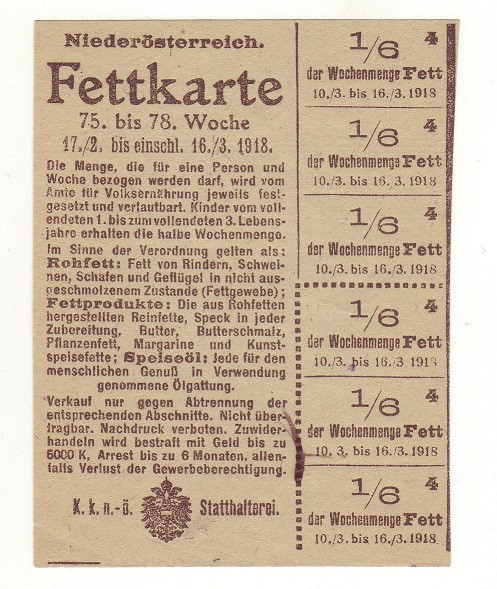 Niederösterreich.
Fettkarte
75. bis 78. Woche
17./2. bis einschl. 16./3. 1918.
Die Menge, die für eine Person und
Woche bezogen werden darf, wird vom
Amte für Volksernährung jeweils fest-
gesetzt und verlautbart. Kinder vom voll-
endeten 1. bis zum vollendeten 3. Lebens-
jahre erhalten die halbe Wochenmenge.
Im Sinne der Verordnung gelten als:
Rohfett: Fett von Rindern, Schwei-
nen, Schafen und Geflügel in nicht aus-
geschmolzenem Zustande (Fettgewebe);
Fettprodukte: Die aus Rohfetten
hergestellten Reinfette, Speck in jeder
Zubereitung, Butter, Butterschmalz,
Pflanzenfett, Margarine und Kunst-
speisefette; Speiseöl: Jede für den
menschlichen Genuß in Verwendung
genommene Ölgattung.
Verkauf nur gegen Abtrennung der
entsprechenden Abschnitte. Nicht über-
tragbar. Nachdruck verboten. Zuwider-
handeln wird bestraft mit Geld bis zu
5000 K, Arrest bis zu 6 Monaten, allen-
falls Verlust der Gewerbeberechtigung.
K. k. n.-ö. Statthalterei.
1/6 4
der Wochenmenge Fett
10./3. bis 16./3 1918
1/6 4
der Wochenmenge Fett
10./3. bis 16. 3. 1918
1/6 4
der Wochenmenge Fett
10./3. bis 16./3. 1918
1/6 4
der Wochenmenge Fett
10./3. bis 16./3 1918
1/6 4
der Wochenmenge Fett
10. 3. bis 16./3. 1918
1/6 4
der Wochenmenge Fett
10./3. bis 16./3. 1918